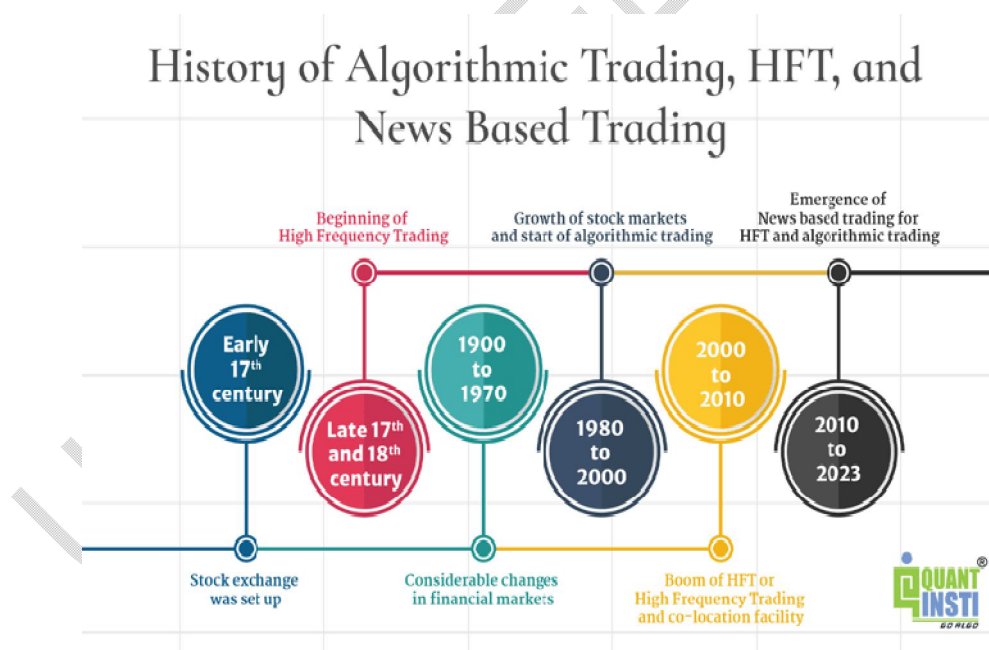 History of Algorithmic Trading, HFT, and
News Based Trading
Beginning of
High Frequency Trading
Growth of stock markets
and start of algorithmic trading
Emergence of
News based trading for
HFT and algorithmic trading
Early
17th
century
Late 17th
and 18th
century
1900
to
1970
1980
to
2000
2000
to
2010
2010
to
2023
Stock exchange
was set up
Considerable changes
in financial markets
Boom of HFT or
High Frequency Trading
and co-location facility
QUANT
INSTI
®
GO ALGO